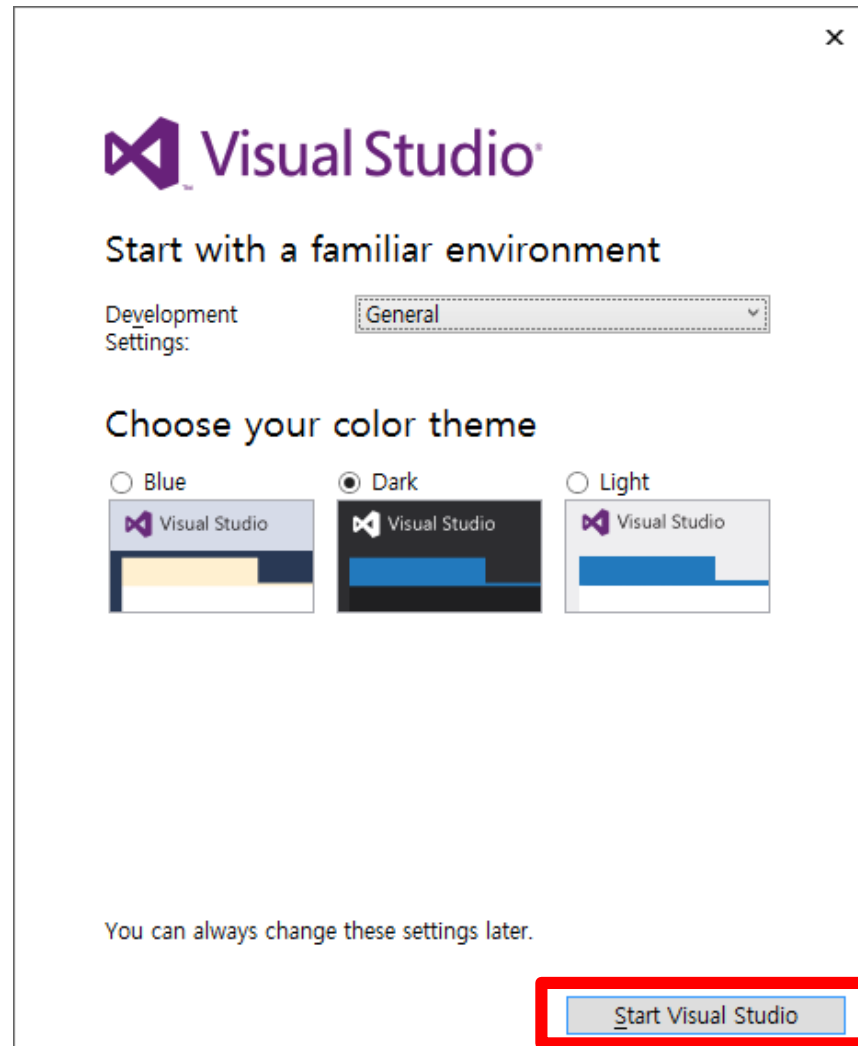 Visual Studio
Start with a familiar environment
Development
Settings:
General
Choose your color theme
Blue
Dark
Light
Visual Studio
Visual Studio
Visual Studio
You can always change these settings later.
Start Visual Studio